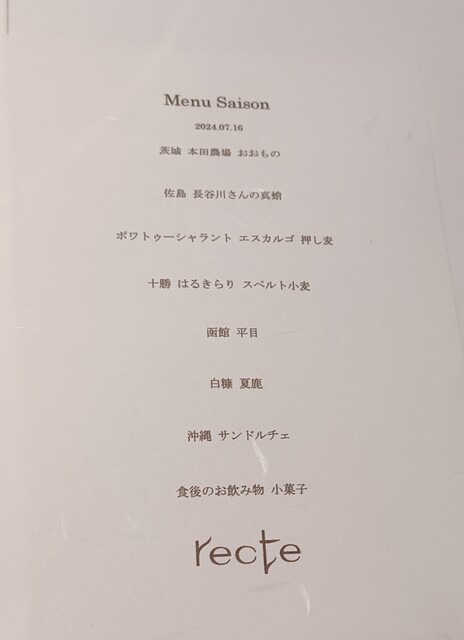 Menu Saison
2024.07.16
茨城 本田農場 おおもの
佐島 長谷川さんの真蛸
ポワトゥーシャラント エスカルゴ 押し麦
十勝 はるきらり スペルト小麦
函館 平目
白糠 夏鹿
沖縄 サンドルチェ
食後のお飲み物 小菓子
recte